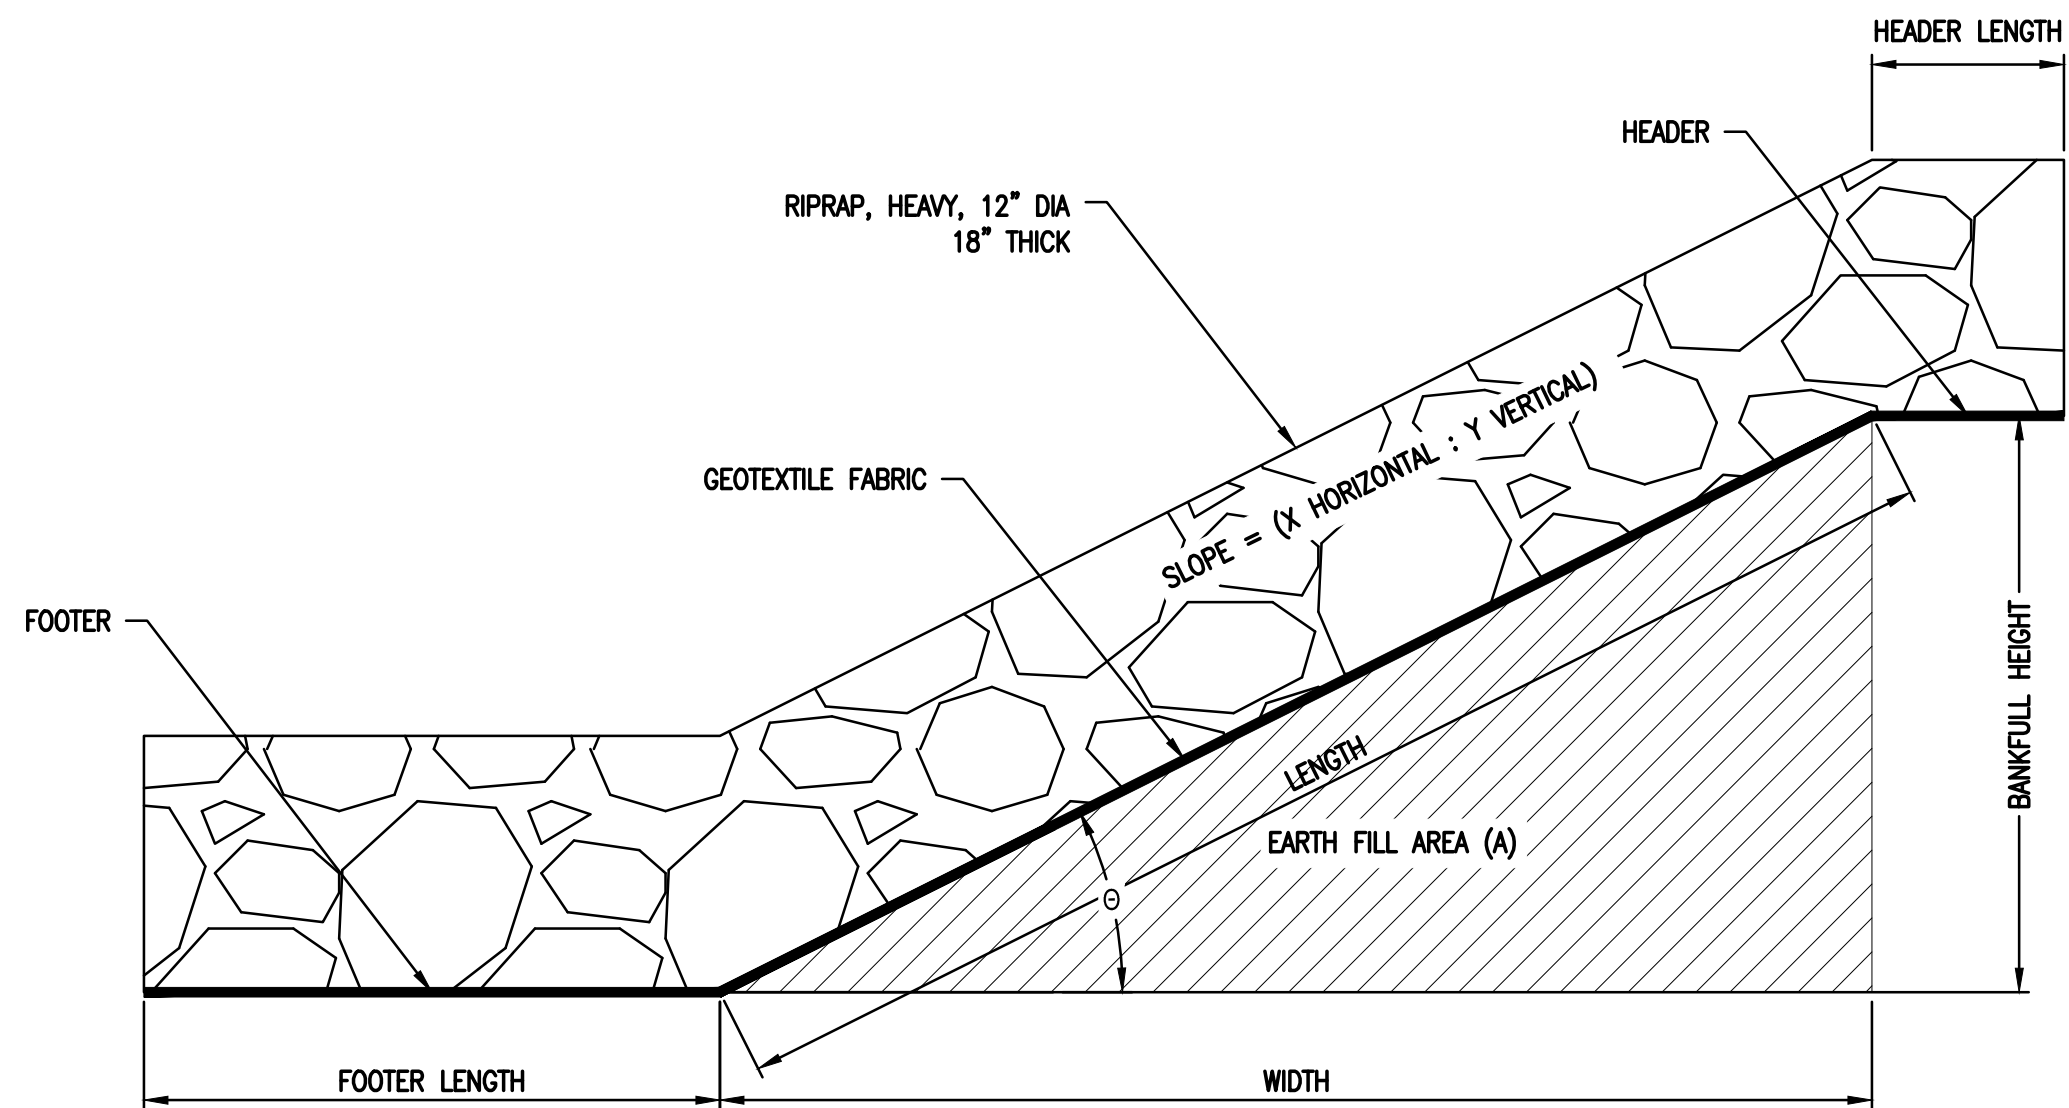 HEADER LENGTH
HEADER
RIPRAP, HEAVY, 12" DIA
18" THICK
SLOPE = (X HORIZONTAL : Y VERTICAL)
GEOTEXTILE FABRIC
FOOTER
BANKFULL HEIGHT
LENGTH
EARTH FILL AREA (A)
Θ
FOOTER LENGTH
WIDTH